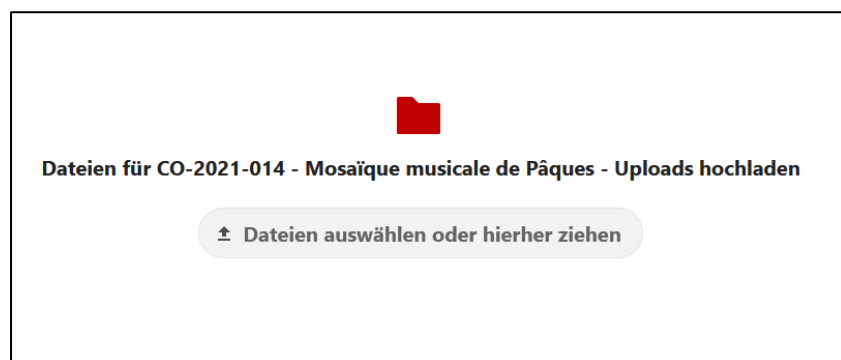 Dateien für CO-2021-014 - Mosaïque musicale de Pâques - Uploads hochladen
Dateien auswählen oder hierher ziehen